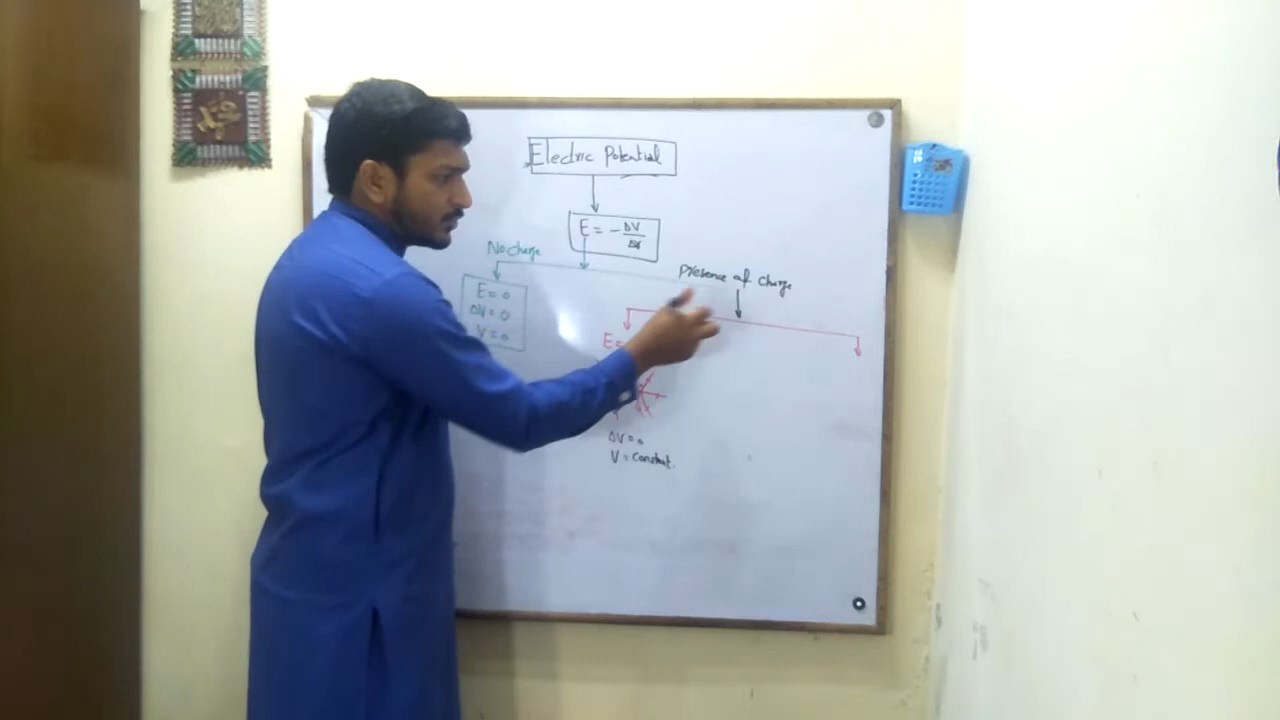 Electric Potential
E = - ΔV/Δr
No charge
Presence of charge
E = 0
ΔV = 0
V = 0
E =
ΔV = 0
V = Constant.